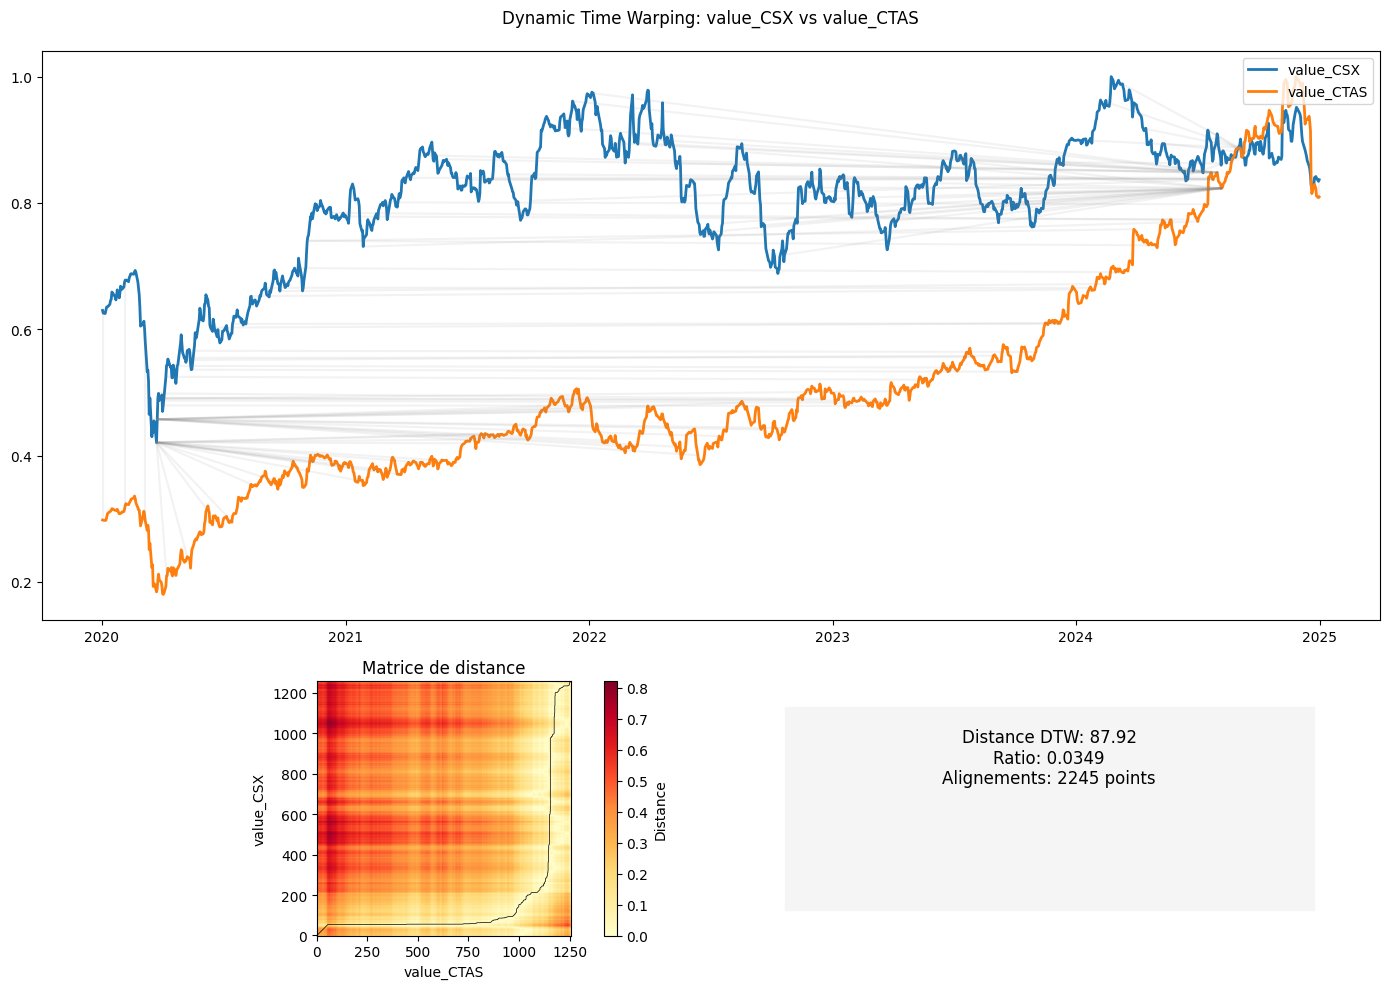 Dynamic Time Warping: value_CSX vs value_CTAS
value_CSX
value_CTAS
1.0
0.8
0.6
0.4
0.2
2020 2021 2022 2023 2024 2025
Matrice de distance
1200
1000
800
600
400
200
0
value_CSX
0 250 500 750 1000 1250
value_CTAS
0.8
0.7
0.6
0.5
0.4
0.3
0.2
0.1
0.0
Distance
Distance DTW: 87.92
Ratio: 0.0349
Alignements: 2245 points